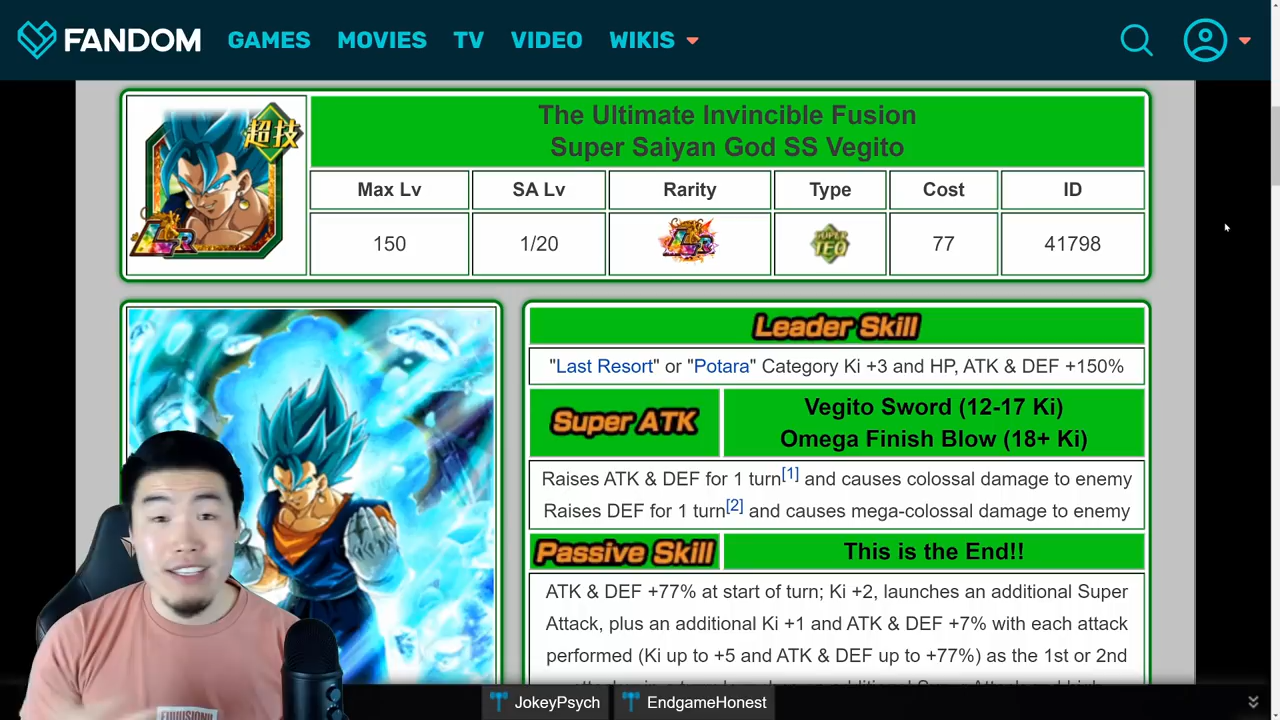 FANDOM GAMES MOVIES TV VIDEO WIKIS
超技
LR
The Ultimate Invincible Fusion
Super Saiyan God SS Vegito
Max Lv SA Lv Rarity Type Cost ID
150 1/20 LR SUPER TEQ 77 41798
Leader Skill
"Last Resort" or "Potara" Category Ki +3 and HP, ATK & DEF +150%
Super ATK
Vegito Sword (12-17 Ki)
Omega Finish Blow (18+ Ki)
Raises ATK & DEF for 1 turn[1] and causes colossal damage to enemy
Raises DEF for 1 turn[2] and causes mega-colossal damage to enemy
Passive Skill
This is the End!!
ATK & DEF +77% at start of turn; Ki +2, launches an additional Super
Attack, plus an additional Ki +1 and ATK & DEF +7% with each attack
performed (Ki up to +5 and ATK & DEF up to +77%) as the 1st or 2nd
JokeyPsych EndgameHonest